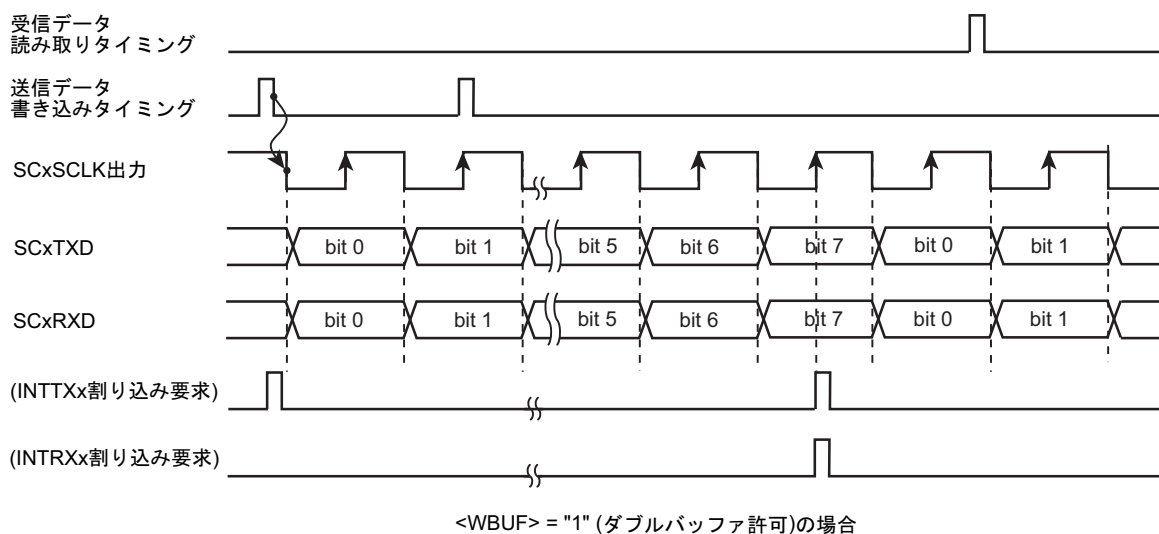 受信データ
読み取りタイミング
送信データ
書き込みタイミング
SCxSCLK出力
SCxTXD
bit 0
bit 1
bit 5
bit 6
bit 7
bit 0
bit 1
SCxRXD
bit 0
bit 1
bit 5
bit 6
bit 7
bit 0
bit 1
(INTTXx割り込み要求)
(INTRXx割り込み要求)
<WBUF> = "1" (ダブルバッファ許可)の場合